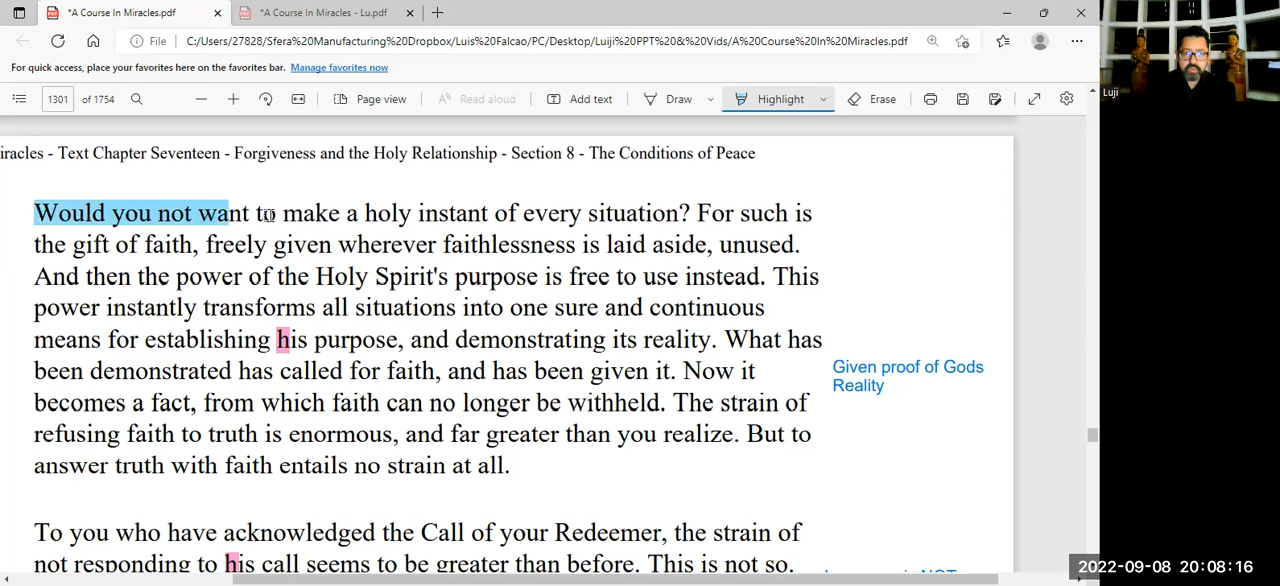 *A Course In Miracles.pdf
*A Course In Miracles - Lu.pdf
File
C:/Users/27828/Sfera%20Manufacturing%20Dropbox/Luis%20Falcao/PC/Desktop/Luiji%20PPT%20&%20Vids/A%20Course%20In%20Miracles.pdf
For quick access, place your favorites here on the favorites bar. Manage favorites now
1301 of 1754
Page view
Read aloud
Add text
Draw
Highlight
Erase
Luji
iracles - Text Chapter Seventeen - Forgiveness and the Holy Relationship - Section 8 - The Conditions of Peace
Would you not want to make a holy instant of every situation? For such is
the gift of faith, freely given wherever faithlessness is laid aside, unused.
And then the power of the Holy Spirit's purpose is free to use instead. This
power instantly transforms all situations into one sure and continuous
means for establishing his purpose, and demonstrating its reality. What has
been demonstrated has called for faith, and has been given it. Now it
becomes a fact, from which faith can no longer be withheld. The strain of
refusing faith to truth is enormous, and far greater than you realize. But to
answer truth with faith entails no strain at all.
Given proof of Gods
Reality
To you who have acknowledged the Call of your Redeemer, the strain of
not responding to his call seems to be greater than before. This is not so.
2022-09-08 20:08:16